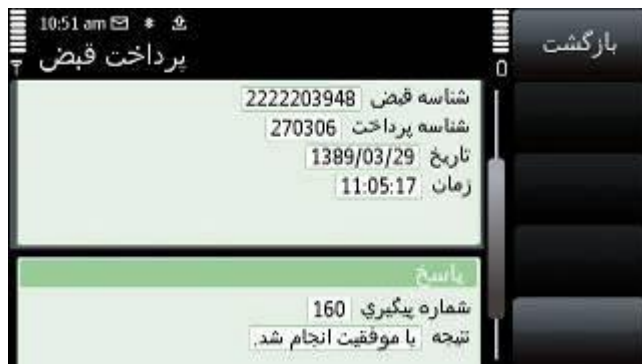 10:51 am
پرداخت قبض
بازگشت
شناسه قبض 2222203948
شناسه پرداخت 270306
تاریخ 1389/03/29
زمان 11:05:17
پاسخ
شماره پیگیري 160
نتیجه با موفقیت انجام شد.